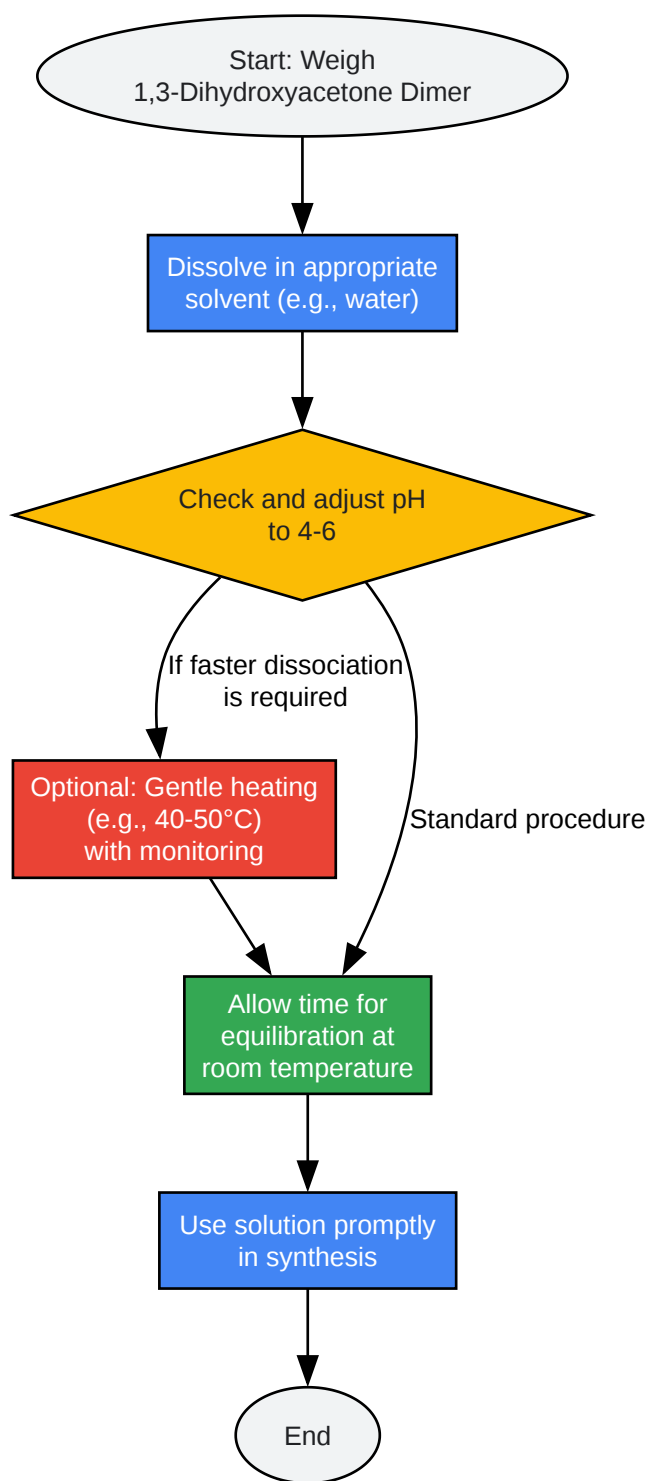 Start: Weigh
1,3-Dihydroxyacetone Dimer
Dissolve in appropriate
solvent (e.g., water)
Check and adjust pH
to 4-6
If faster dissociation
is required
Optional: Gentle heating
(e.g., 40-50°C)
with monitoring
Standard procedure
Allow time for
equilibration at
room temperature
Use solution promptly
in synthesis
End